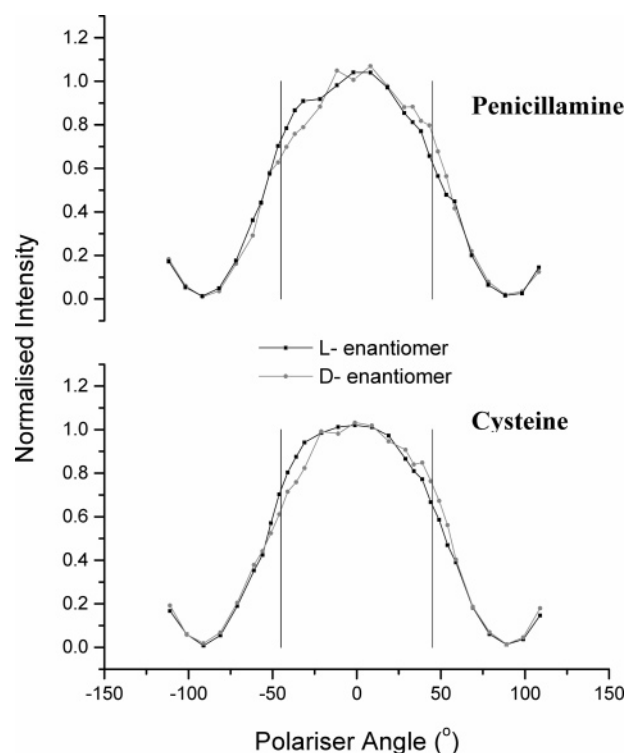 1.2
1.0
Penicillamine
0.8
0.6
0.4
0.2
0.0
Normalised Intensity
L- enantiomer
D- enantiomer
1.2
Cysteine
1.0
0.8
0.6
0.4
0.2
0.0
-150 -100 -50 0 50 100 150
Polariser Angle (°)